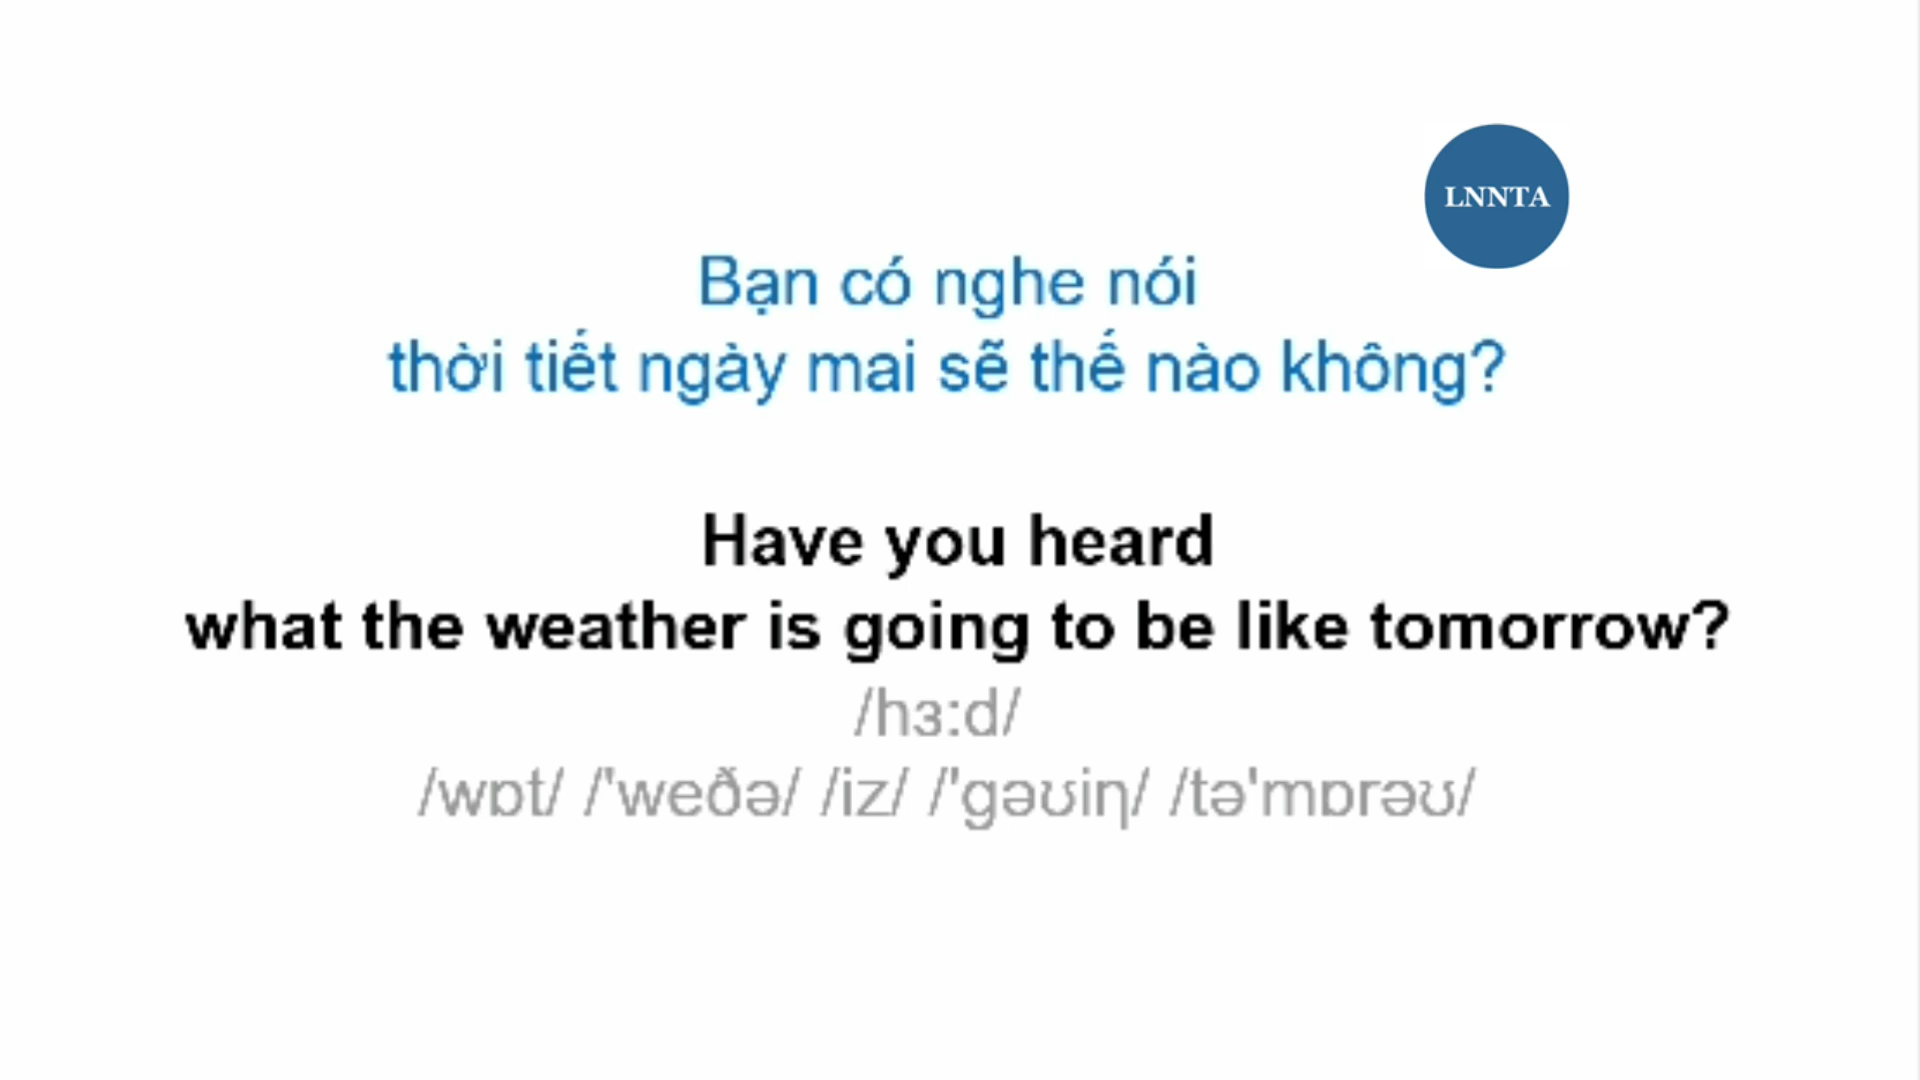 LNNTA
Bạn có nghe nói
thời tiết ngày mai sẽ thế nào không?
Have you heard
what the weather is going to be like tomorrow?
/hɜ:d/
/wɒt/ /'weðə/ /iz/ /'gəʊiη/ /tə'mɒrəʊ/